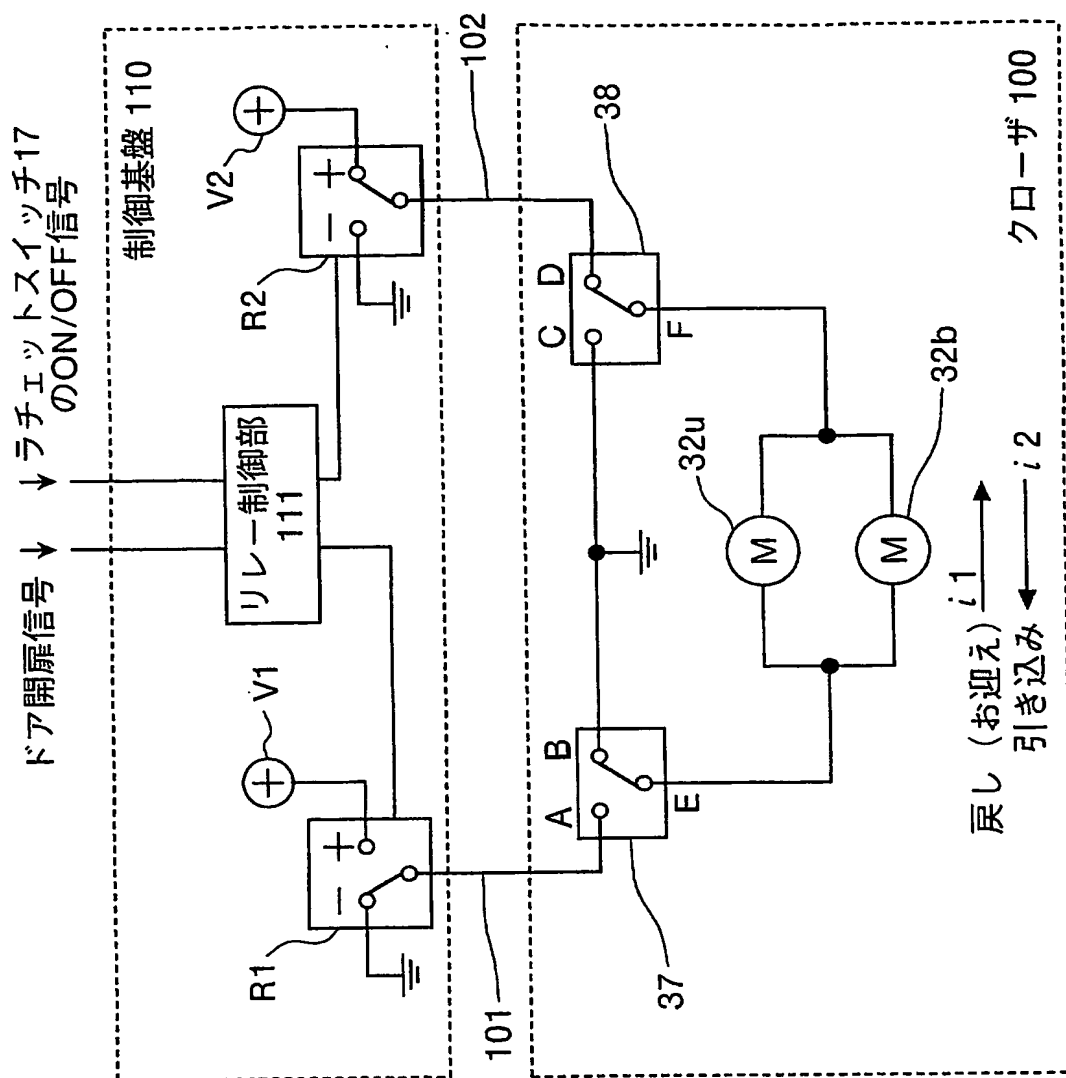 ドア開扉信号
ラチェットスイッチ17
のON/OFF信号
制御基盤 110
リレー制御部
111
V1
V2
+
+
− +
− +
R1
R2
101
102
クローザ 100
A B
E
37
C D
F
38
32u
M
32b
M
戻し（お迎え） i1
引き込み i2